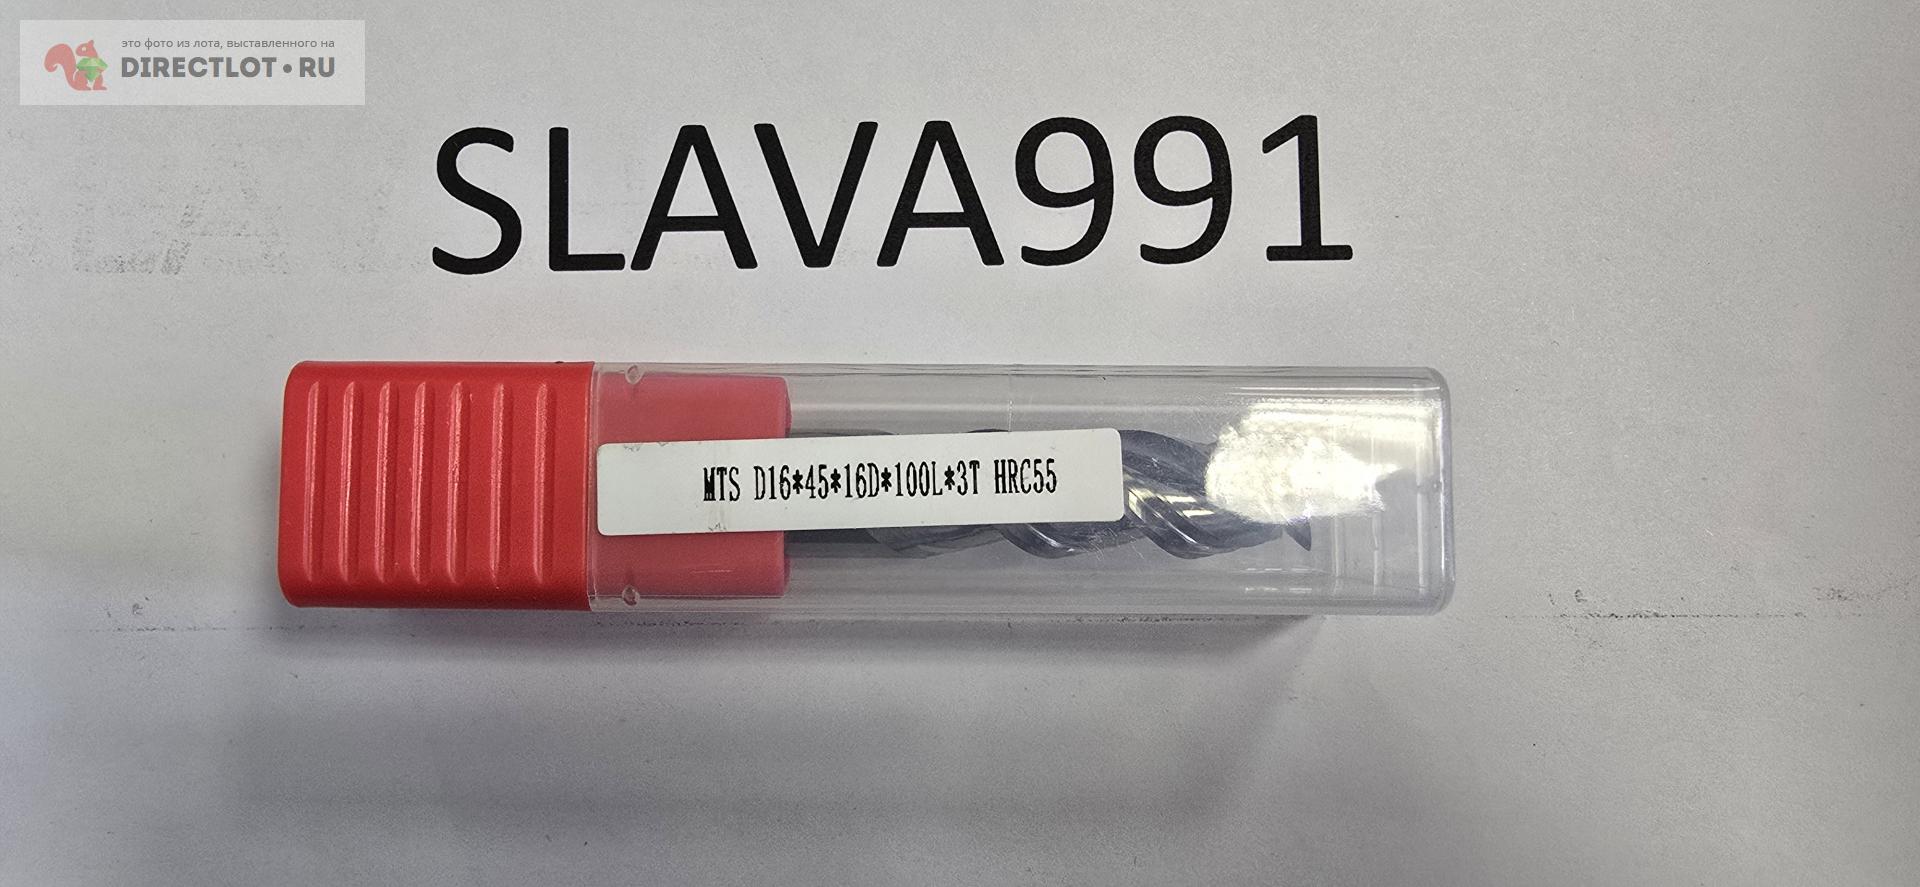 это фото из лота, выставленного на
DIRECTLOT•RU
SLAVA991
MTS D16*45*16D*100L*3T HRC55